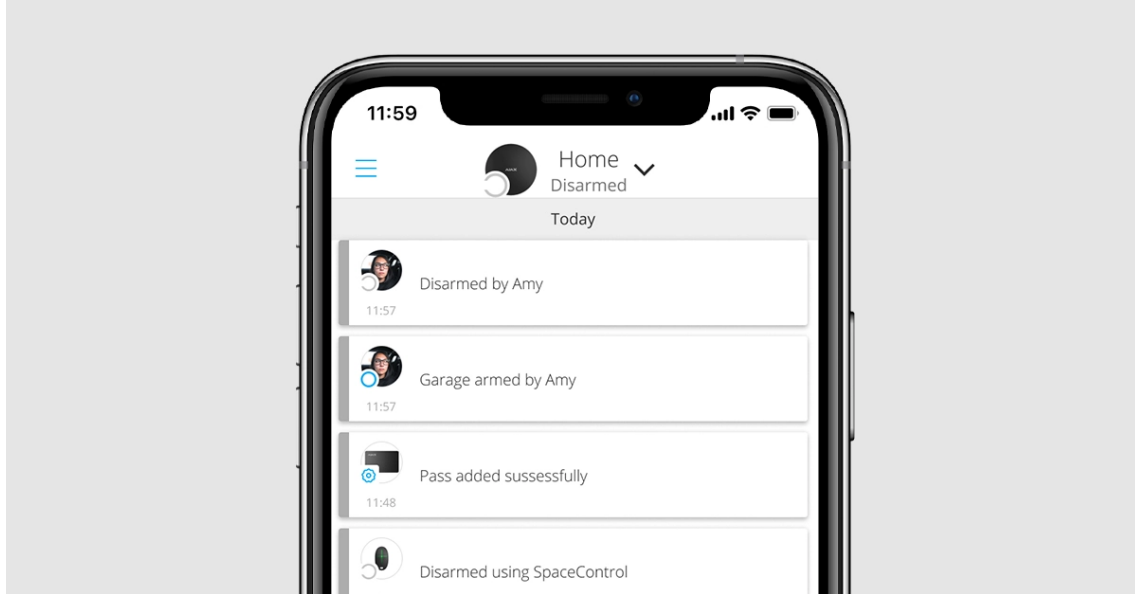 11:59
Home
Disarmed
Today
Disarmed by Amy
11:57
Garage armed by Amy
11:57
Pass added sussessfully
11:48
Disarmed using SpaceControl